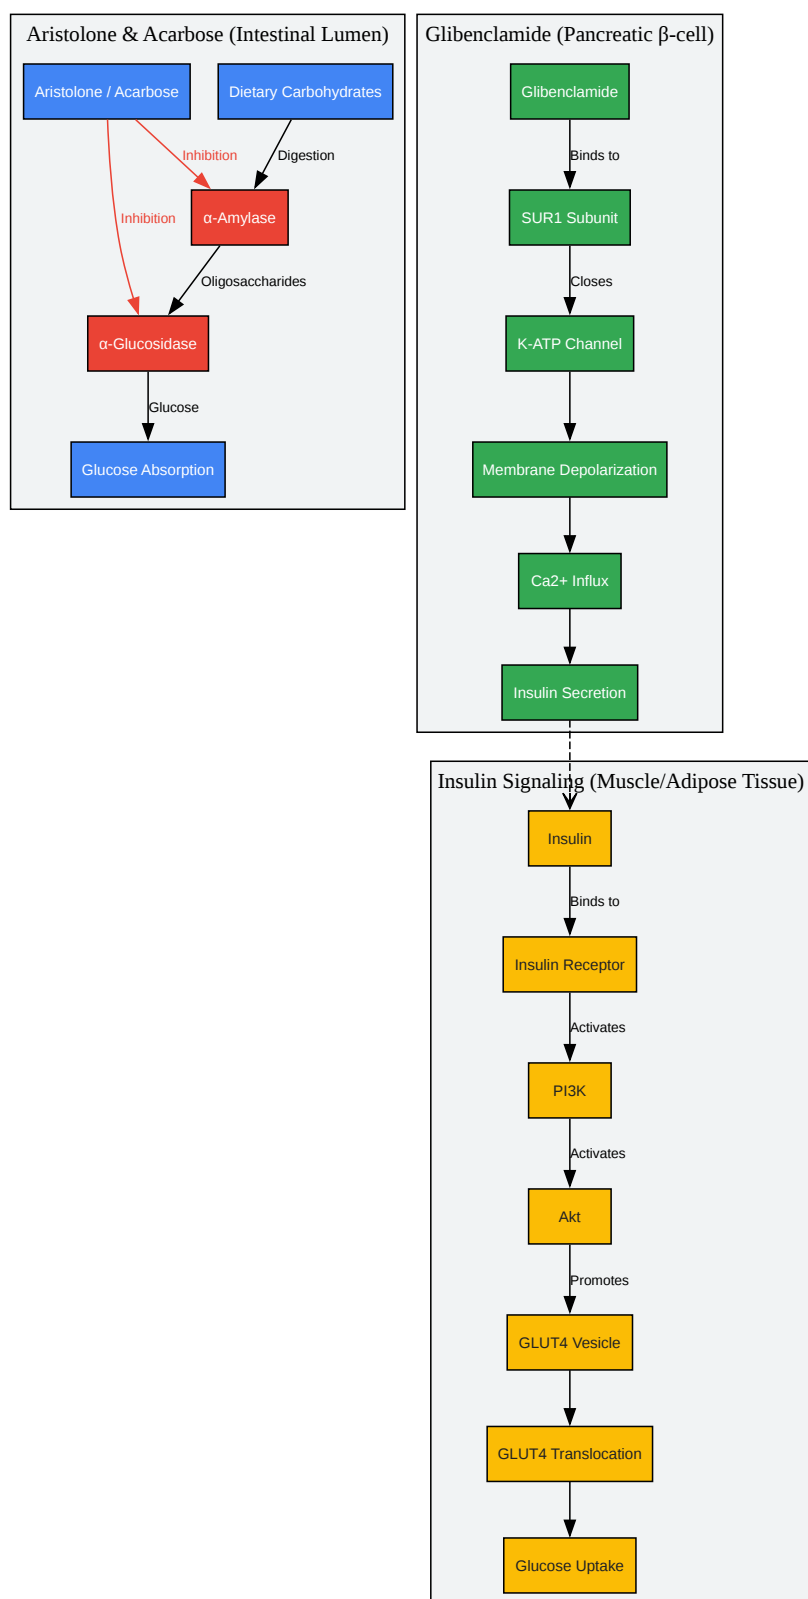 Aristolone & Acarbose (Intestinal Lumen)
Aristolone / Acarbose
Dietary Carbohydrates
Inhibition
Digestion
α-Amylase
Inhibition
Oligosaccharides
α-Glucosidase
Glucose
Glucose Absorption
Glibenclamide (Pancreatic β-cell)
Glibenclamide
Binds to
SUR1 Subunit
Closes
K-ATP Channel
Membrane Depolarization
Ca2+ Influx
Insulin Secretion
Insulin Signaling (Muscle/Adipose Tissue)
Insulin
Binds to
Insulin Receptor
Activates
PI3K
Activates
Akt
Promotes
GLUT4 Vesicle
GLUT4 Translocation
Glucose Uptake